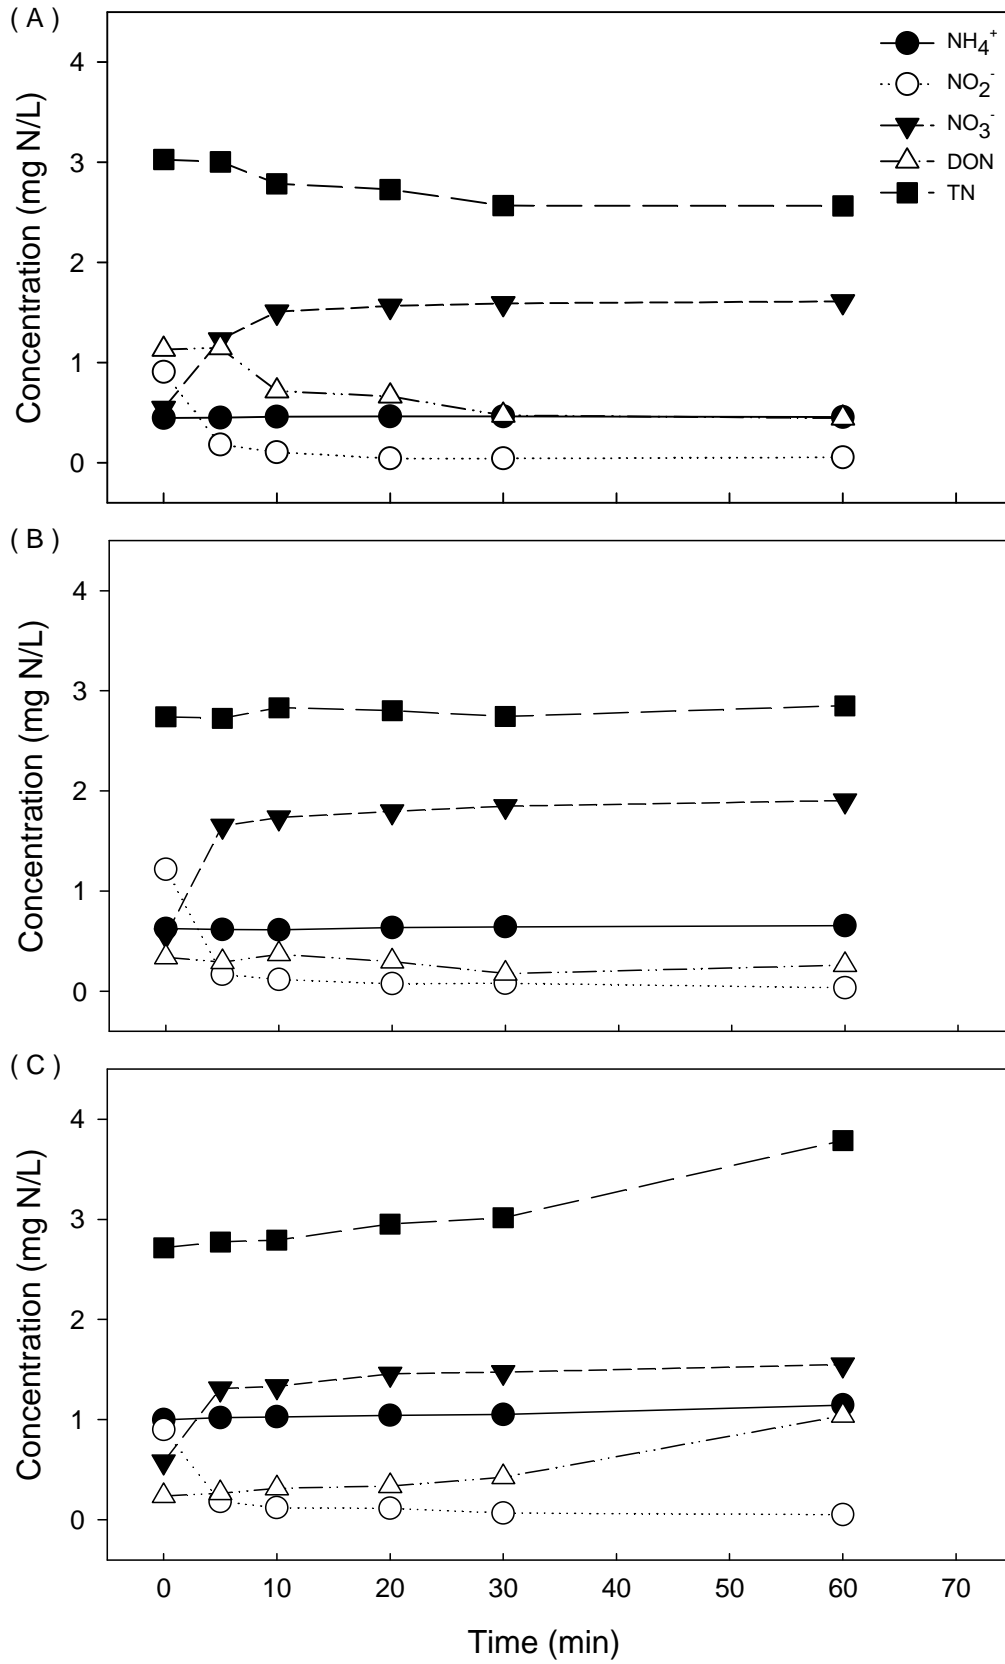 ( A )
Concentration (mg N/L)
4
3
2
1
0
NH₄⁺
NO₂⁻
NO₃⁻
DON
TN
( B )
Concentration (mg N/L)
4
3
2
1
0
( C )
Concentration (mg N/L)
4
3
2
1
0
0 10 20 30 40 50 60 70
Time (min)